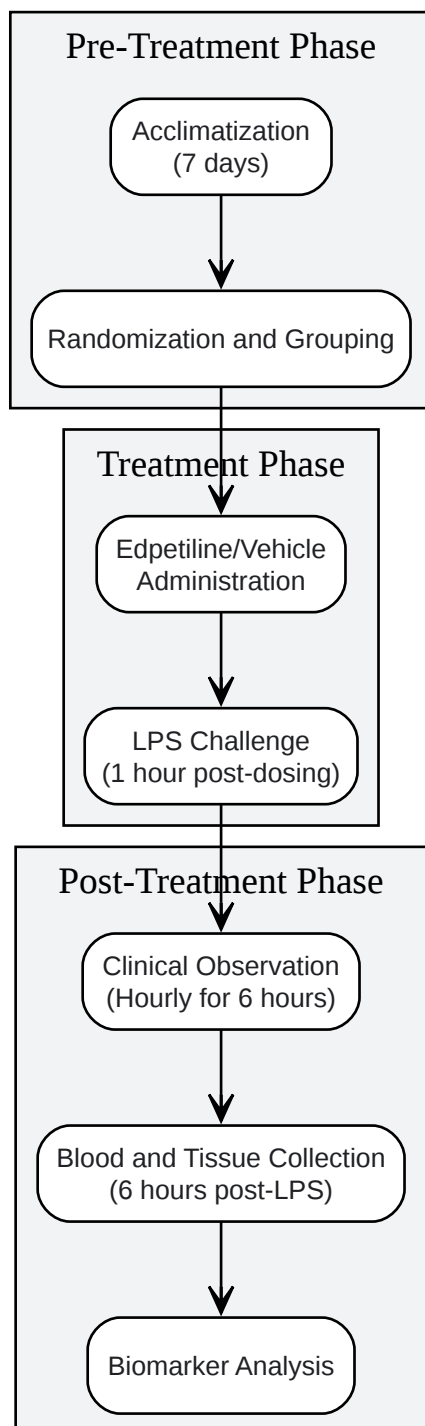 Pre-Treatment Phase
Acclimatization
(7 days)
Randomization and Grouping
Treatment Phase
Edpetiline/Vehicle
Administration
LPS Challenge
(1 hour post-dosing)
Post-Treatment Phase
Clinical Observation
(Hourly for 6 hours)
Blood and Tissue Collection
(6 hours post-LPS)
Biomarker Analysis